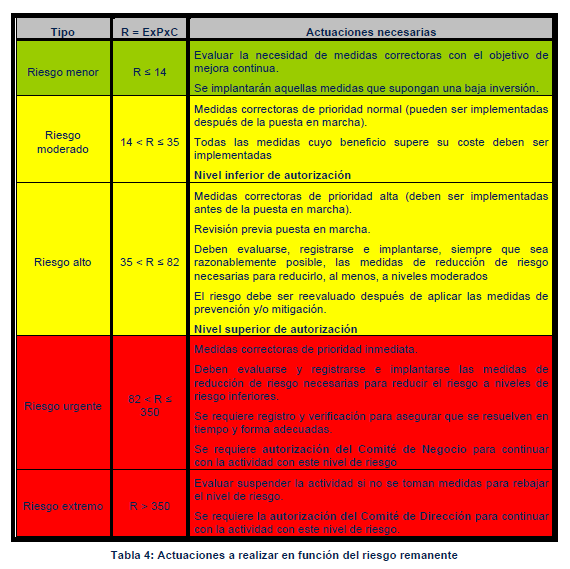 Tipo R = ExPxC Actuaciones necesarias
Riesgo menor R ≤ 14
Evaluar la necesidad de medidas correctoras con el objetivo de
mejora continua.
Se implantarán aquellas medidas que supongan una baja inversión.
Riesgo
moderado
14 < R ≤ 35
Medidas correctoras de prioridad normal (pueden ser implementadas
después de la puesta en marcha).
Todas las medidas cuyo beneficio supere su coste deben ser
implementadas
Nivel inferior de autorización
Riesgo alto 35 < R ≤ 82
Medidas correctoras de prioridad alta (deben ser implementadas
antes de la puesta en marcha).
Revisión previa puesta en marcha.
Deben evaluarse, registrarse e implantarse, siempre que sea
razonablemente posible, las medidas de reducción de riesgo
necesarias para reducirlo, al menos, a niveles moderados
El riesgo debe ser reevaluado después de aplicar las medidas de
prevención y/o mitigación.
Nivel superior de autorización
Riesgo urgente
82 < R ≤
350
Medidas correctoras de prioridad inmediata.
Deben evaluarse y registrarse e implantarse las medidas de
reducción de riesgo necesarias para reducir el riesgo a niveles de
riesgo inferiores.
Se requiere registro y verificación para asegurar que se resuelven en
tiempo y forma adecuadas.
Se requiere autorización del Comité de Negocio para continuar
con la actividad con este nivel de riesgo
Riesgo extremo R > 350
Evaluar suspender la actividad si no se toman medidas para rebajar
el nivel de riesgo.
Se requiere la autorización del Comité de Dirección para continuar
con la actividad con este nivel de riesgo.
Tabla 4: Actuaciones a realizar en función del riesgo remanente